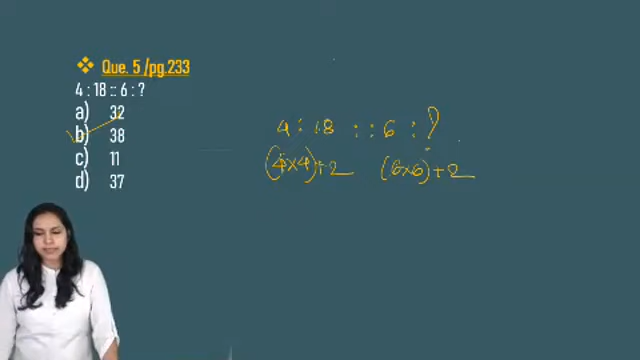 ❖ Que. 5 /pg.233
4 : 18 :: 6 : ?
a) 32
b) 38
c) 11
d) 37
4 : 18 :: 6 : ?
(4×4)+2 (6×6)+2